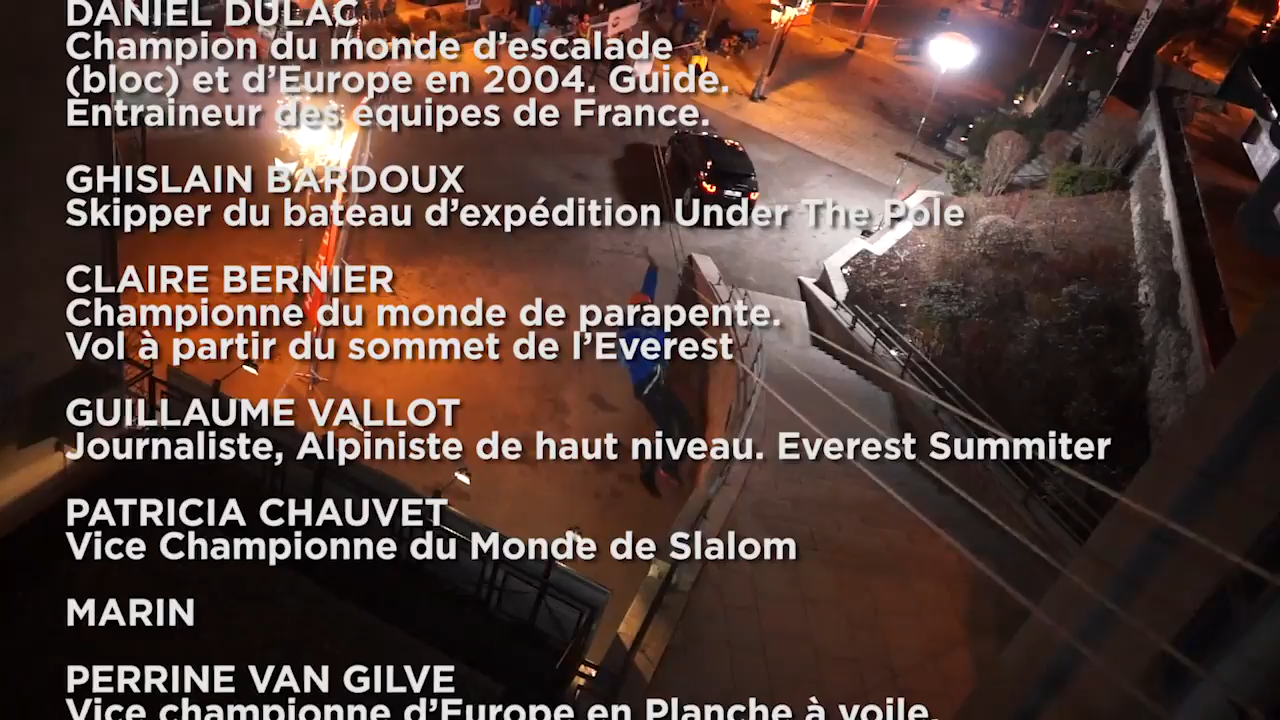 DANIEL DULAC
Champion du monde d’escalade
(bloc) et d’Europe en 2004. Guide.
Entraineur des équipes de France.
GHISLAIN BARDOUX
Skipper du bateau d’expédition Under The Pole
CLAIRE BERNIER
Championne du monde de parapente.
Vol à partir du sommet de l’Everest
GUILLAUME VALLOT
Journaliste, Alpiniste de haut niveau. Everest Summiter
PATRICIA CHAUVET
Vice Championne du Monde de Slalom
MARIN
PERRINE VAN GILVE
Vice championne d’Europe en Planche à voile.